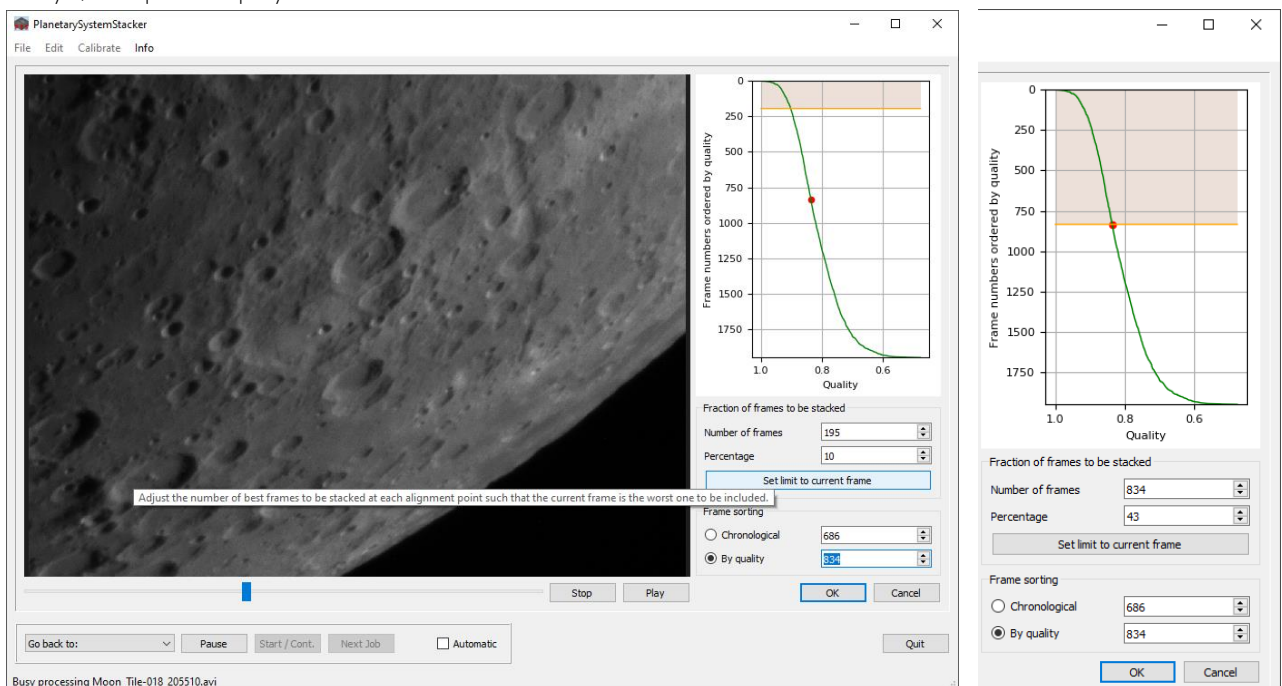 PlanetarySystemStacker
File Edit Calibrate Info
0
250
500
750
1000
1250
1500
1750
Frame numbers ordered by quality
1.0 0.8 0.6
Quality
Fraction of frames to be stacked
Number of frames 195
Percentage 10
Set limit to current frame
Adjust the number of best frames to be stacked at each alignment point such that the current frame is the worst one to be included.
Frame sorting
Chronological 686
By quality 834
Stop Play OK Cancel
Go back to: Pause Start / Cont. Next Job Automatic Quit
Busy processing Moon_Tile-018_205510.avi
0
250
500
750
1000
1250
1500
1750
Frame numbers ordered by quality
1.0 0.8 0.6
Quality
Fraction of frames to be stacked
Number of frames 834
Percentage 43
Set limit to current frame
Frame sorting
Chronological 686
By quality 834
OK Cancel